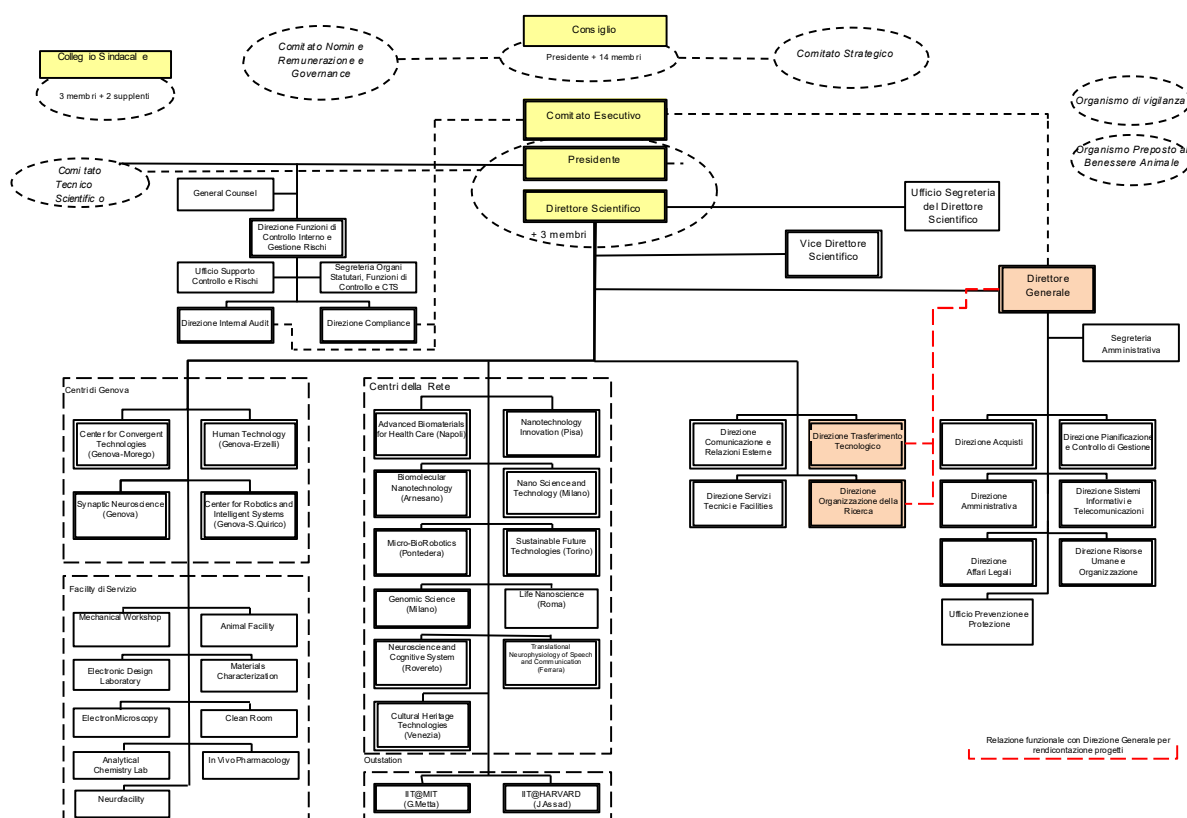 Consiglio
Presidente + 14 membri
Comitato Nomin e
Remunerazione e
Governance
Comitato Strategico
Colleg io S indacal e
3 membri + 2 supplenti
Organismo di vigilanza
Organismo Preposto al
Benessere Animale
Comitato Esecutivo
Presidente
Direttore Scientifico
+ 3 membri
Comi tato
Tecnico
Scientific o
General Counsel
Direzione Funzioni di
Controllo Interno e
Gestione Rischi
Ufficio Supporto
Controllo e Rischi
Segreteria Organi
Statutari, Funzioni di
Controllo e CTS
Direzione Internal Audit
Direzione Compliance
Ufficio Segreteria
del Direttore
Scientifico
Vice Direttore
Scientifico
Direttore
Generale
Segreteria
Amministrativa
Centri di Genova
Center for Convergent
Technologies
(Genova-Morego)
Human Technology
(Genova-Erzelli)
Synaptic Neuroscience
(Genova)
Center for Robotics and
Intelligent Systems
(Genova-S.Quirico)
Facility di Servizio
Mechanical Workshop
Animal Facility
Electronic Design
Laboratory
Materials
Characterization
Electron Microscopy
Clean Room
Analytical
Chemistry Lab
In Vivo Pharmacology
Neurofacility
Centri della Rete
Advanced Biomaterials
for Health Care (Napoli)
Nanotechnology
Innovation (Pisa)
Biomolecular
Nanotechnology
(Arnesano)
Nano Science and
Technology (Milano)
Micro-BioRobotics
(Pontedera)
Sustainable Future
Technologies (Torino)
Genomic Science
(Milano)
Life Nanoscience
(Roma)
Neuroscience and
Cognitive System
(Rovereto)
Translational
Neurophysiology of Speech
and Communication
(Ferrara)
Cultural Heritage
Technologies
(Venezia)
Outstation
IIT@MIT
(G.Metta)
IIT@HARVARD
(J.Assad)
Direzione
Comunicazione e
Relazioni Esterne
Direzione Trasferimento
Tecnologico
Direzione Servizi
Tecnici e Facilities
Direzione
Organizzazione della
Ricerca
Direzione Acquisti
Direzione Pianificazione
e Controllo di Gestione
Direzione
Amministrativa
Direzione Sistemi
Informativi e
Telecomunicazioni
Direzione
Affari Legali
Direzione Risorse
Umane e
Organizzazione
Ufficio Prevenzione e
Protezione
Relazione funzionale con Direzione Generale per
rendicontazione progetti